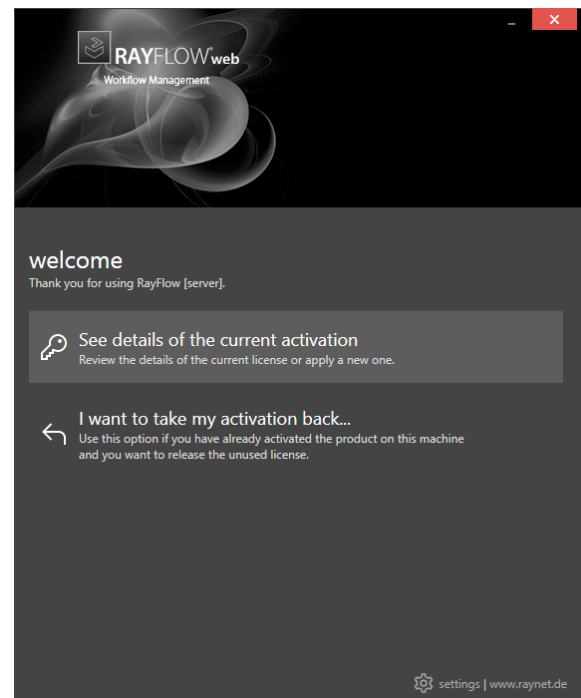 RAYFLOW web
Workflow Management
welcome
Thank you for using RayFlow [server].
See details of the current activation
Review the details of the current license or apply a new one.
I want to take my activation back...
Use this option if you have already activated the product on this machine
and you want to release the unused license.
settings | www.raynet.de